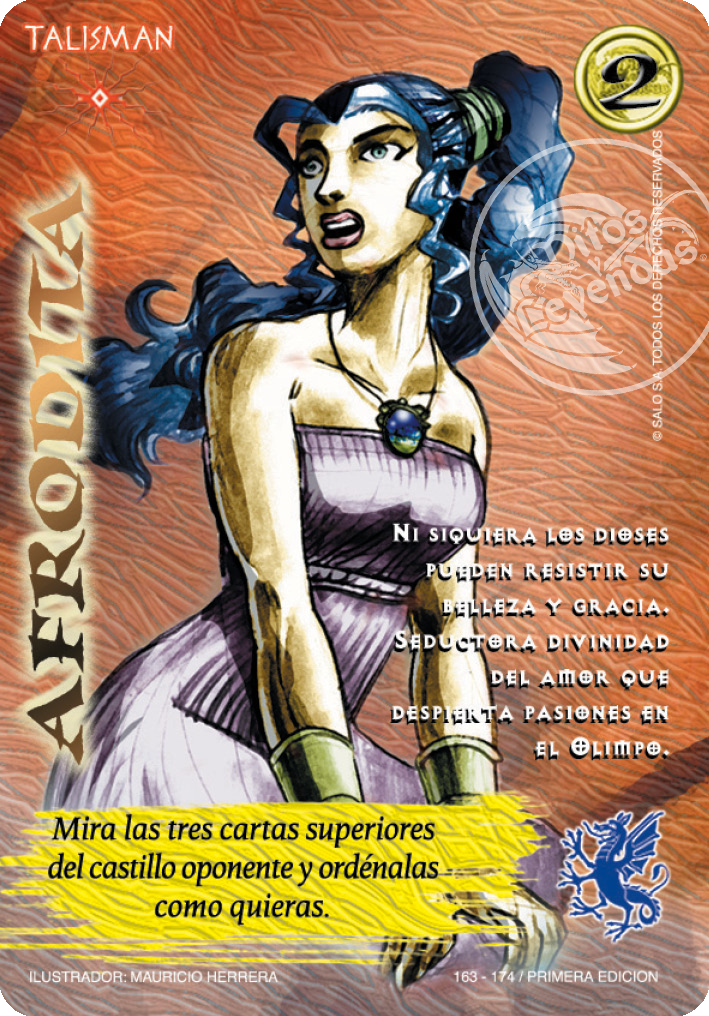 TALISMAN
2
AFRODITA
Mitos
y
Leyendas
© SALO S.A. TODOS LOS DERECHOS RESERVADOS
NI SIQUIERA LOS DIOSES
PUEDEN RESISTIR SU
BELLEZA Y GRACIA.
SEDUCTORA DIVINIDAD
DEL AMOR QUE
DESPIERTA PASIONES EN
EL OLIMPO.
Mira las tres cartas superiores
del castillo oponente y ordénalas
como quieras.
ILUSTRADOR: MAURICIO HERRERA
163 - 174 / PRIMERA EDICION